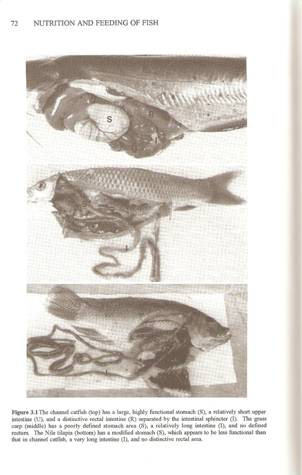 72 NUTRITION AND FEEDING OF FISH
S
Figure 3.1 The channel catfish (top) has a large, highly functional stomach (S), a relatively short upper
intestine (U), and a distinctive rectal intestine (R) separated by the intestinal sphincter (I). The grass
carp (middle) has a poorly defined stomach area (S), a relatively long intestine (I), and no defined
rectum. The Nile tilapia (bottom) has a modified stomach (S), which appears to be less functional than
that in channel catfish, a very long intestine (I), and no distinctive rectal area.